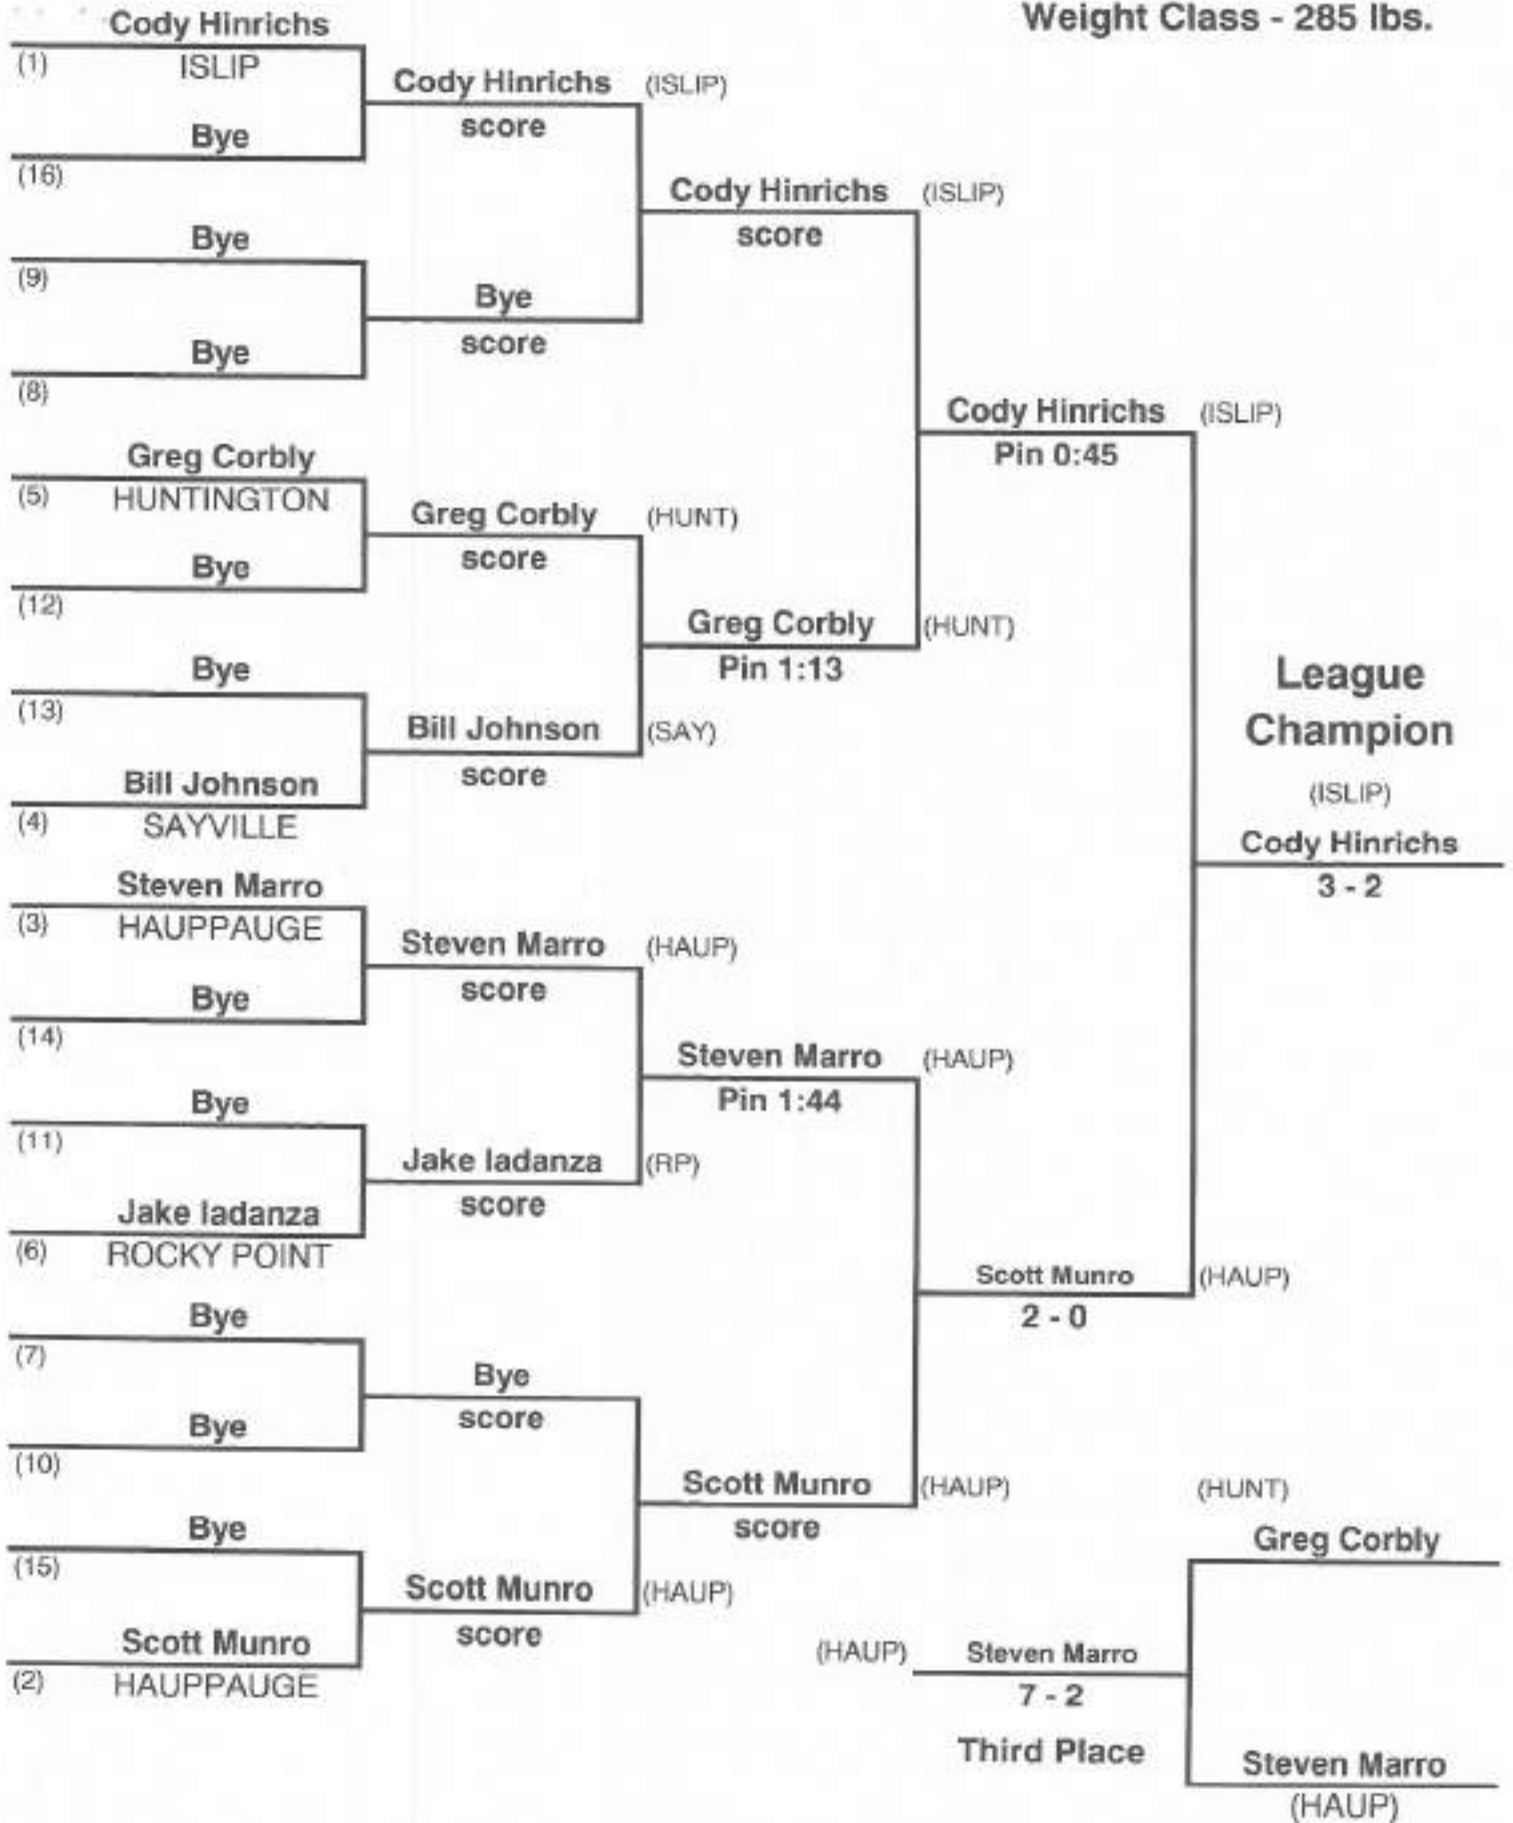 Weight Class - 285 lbs.
Cody Hinrichs
(1) ISLIP
Bye
(16)
Bye
(9)
Bye
(8)
Greg Corbly
(5) HUNTINGTON
Bye
(12)
Bye
(13)
Bill Johnson
(4) SAYVILLE
Steven Marro
(3) HAUPPAUGE
Bye
(14)
Bye
(11)
Jake Iadanza
(6) ROCKY POINT
Bye
(7)
Bye
(10)
Bye
(15)
Scott Munro
(2) HAUPPAUGE
Cody Hinrichs (ISLIP)
score
Bye
score
Greg Corbly (HUNT)
score
Bill Johnson (SAY)
score
Steven Marro (HAUP)
score
Jake Iadanza (RP)
score
Bye
score
Scott Munro (HAUP)
score
Cody Hinrichs (ISLIP)
score
Greg Corbly (HUNT)
Pin 1:13
Steven Marro (HAUP)
Pin 1:44
Scott Munro (HAUP)
score
Cody Hinrichs (ISLIP)
Pin 0:45
Scott Munro (HAUP)
2 - 0
League
Champion
(ISLIP)
Cody Hinrichs
3 - 2
(HUNT)
Greg Corbly
(HAUP) Steven Marro
7 - 2
Third Place
Steven Marro
(HAUP)